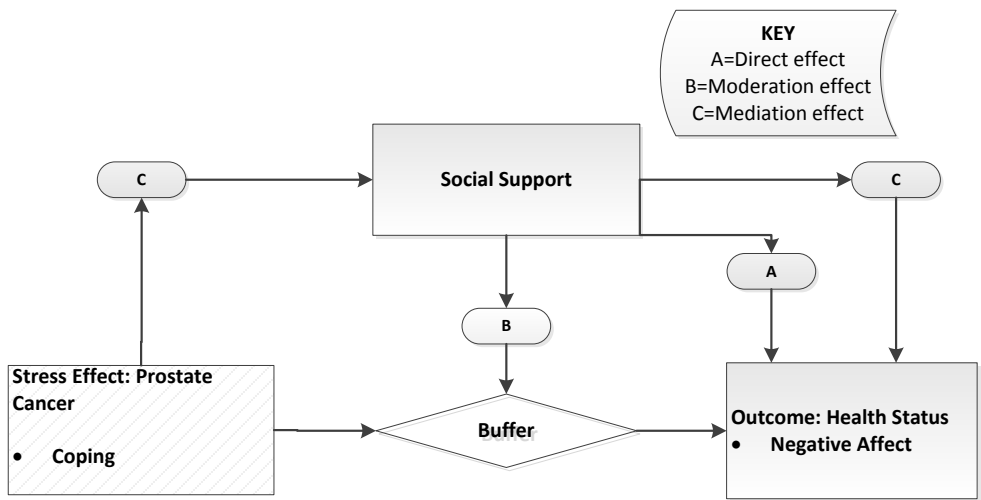 KEY
A=Direct effect
B=Moderation effect
C=Mediation effect
C
Social Support
C
A
B
Stress Effect: Prostate
Cancer
• Coping
Buffer
Outcome: Health Status
• Negative Affect